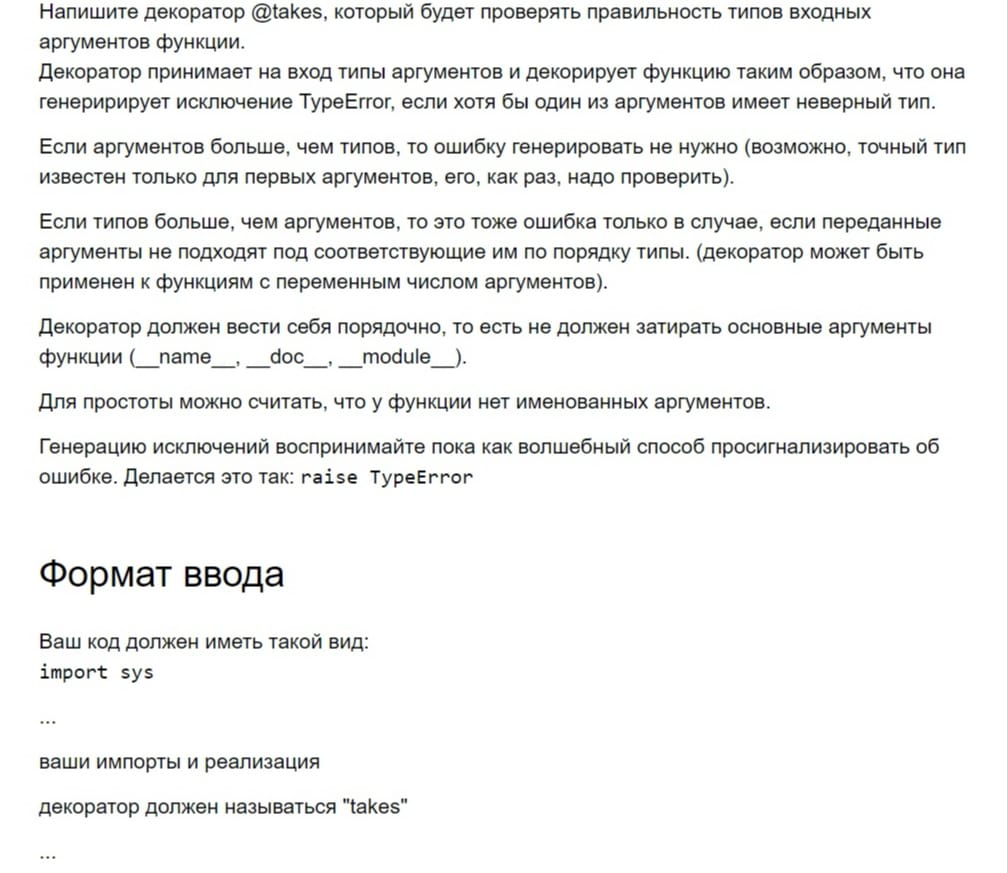 Напишите декоратор @takes, который будет проверять правильность типов входных
аргументов функции.
Декоратор принимает на вход типы аргументов и декорирует функцию таким образом, что она
генеририрует исключение TypeError, если хотя бы один из аргументов имеет неверный тип.
Если аргументов больше, чем типов, то ошибку генерировать не нужно (возможно, точный тип
известен только для первых аргументов, его, как раз, надо проверить).
Если типов больше, чем аргументов, то это тоже ошибка только в случае, если переданные
аргументы не подходят под соответствующие им по порядку типы. (декоратор может быть
применен к функциям с переменным числом аргументов).
Декоратор должен вести себя порядочно, то есть не должен затирать основные аргументы
функции (__name__, __doc__, __module__).
Для простоты можно считать, что у функции нет именованных аргументов.
Генерацию исключений воспринимайте пока как волшебный способ просигнализировать об
ошибке. Делается это так: raise TypeError
Формат ввода
Ваш код должен иметь такой вид:
import sys
...
ваши импорты и реализация
декоратор должен называться "takes"
...